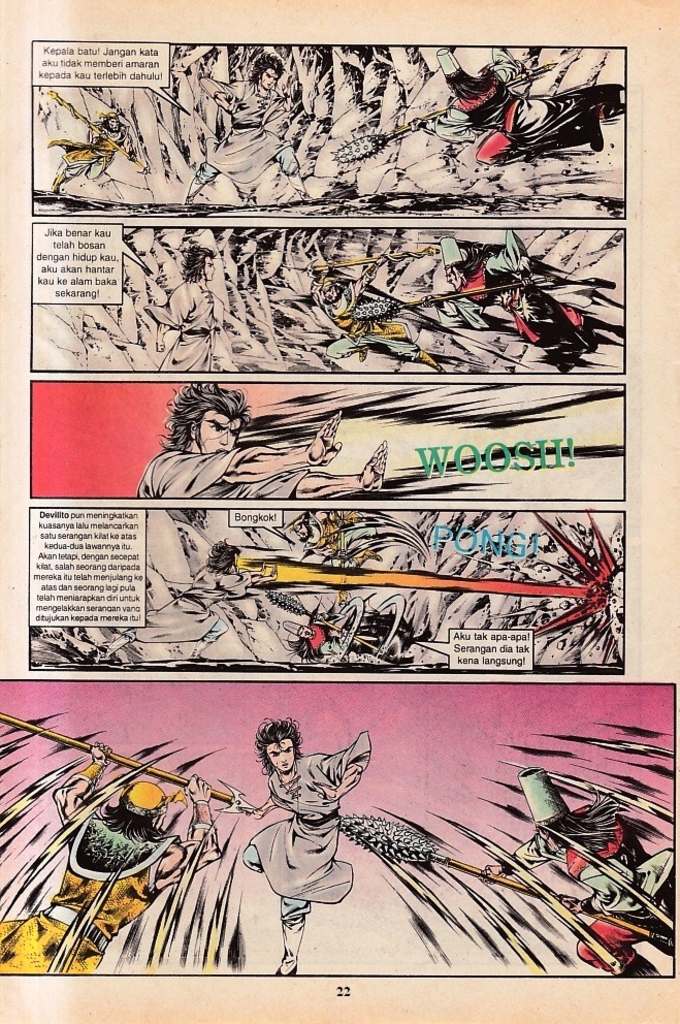 Kepala batu! Jangan kata
aku tidak memberi amaran
kepada kau terlebih dahulu!
Jika benar kau
telah bosan
dengan hidup kau,
aku akan hantar
kau ke alam baka
sekarang!
WOOSH!
Devilito pun meningkatkan
kuasanya lalu melancarkan
satu serangan kilat ke atas
kedua-dua lawannya itu.
Akan tetapi, dengan secepat
kilat, salah seorang daripada
mereka itu telah menjulang ke
atas dan seorang lagi pula
telah meniarapkan diri untuk
mengelakkan serangan yang
ditujukan kepada mereka itu!
Bongkok!
PONG!
Aku tak apa-apa!
Serangan dia tak
kena langsung!
22